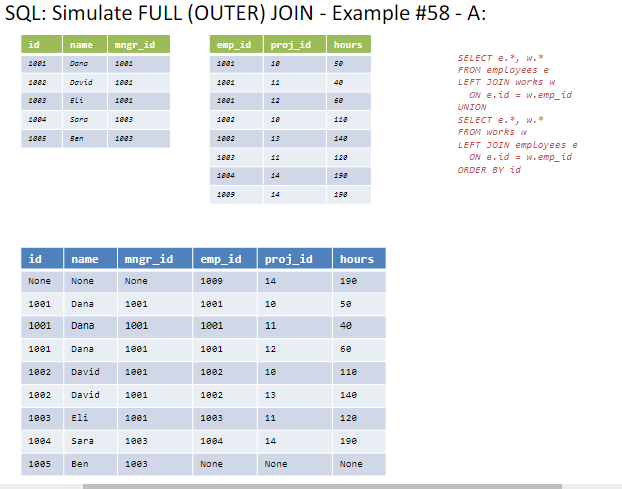 SQL: Simulate FULL (OUTER) JOIN - Example #58 - A:
id name mngr_id
1001 Dana 1001
1002 David 1001
1003 Eli 1001
1004 Sara 1003
1005 Ben 1003
emp_id proj_id hours
1001 10 50
1001 11 40
1001 12 60
1002 10 110
1002 13 140
1003 11 120
1004 14 190
1009 14 190
SELECT e.*, w.*
FROM employees e
LEFT JOIN works w
ON e.id = w.emp_id
UNION
SELECT e.*, w.*
FROM works w
LEFT JOIN employees e
ON e.id = w.emp_id
ORDER BY id
id name mngr_id emp_id proj_id hours
None None None 1009 14 190
1001 Dana 1001 1001 10 50
1001 Dana 1001 1001 11 40
1001 Dana 1001 1001 12 60
1002 David 1001 1002 10 110
1002 David 1001 1002 13 140
1003 Eli 1001 1003 11 120
1004 Sara 1003 1004 14 190
1005 Ben 1003 None None None